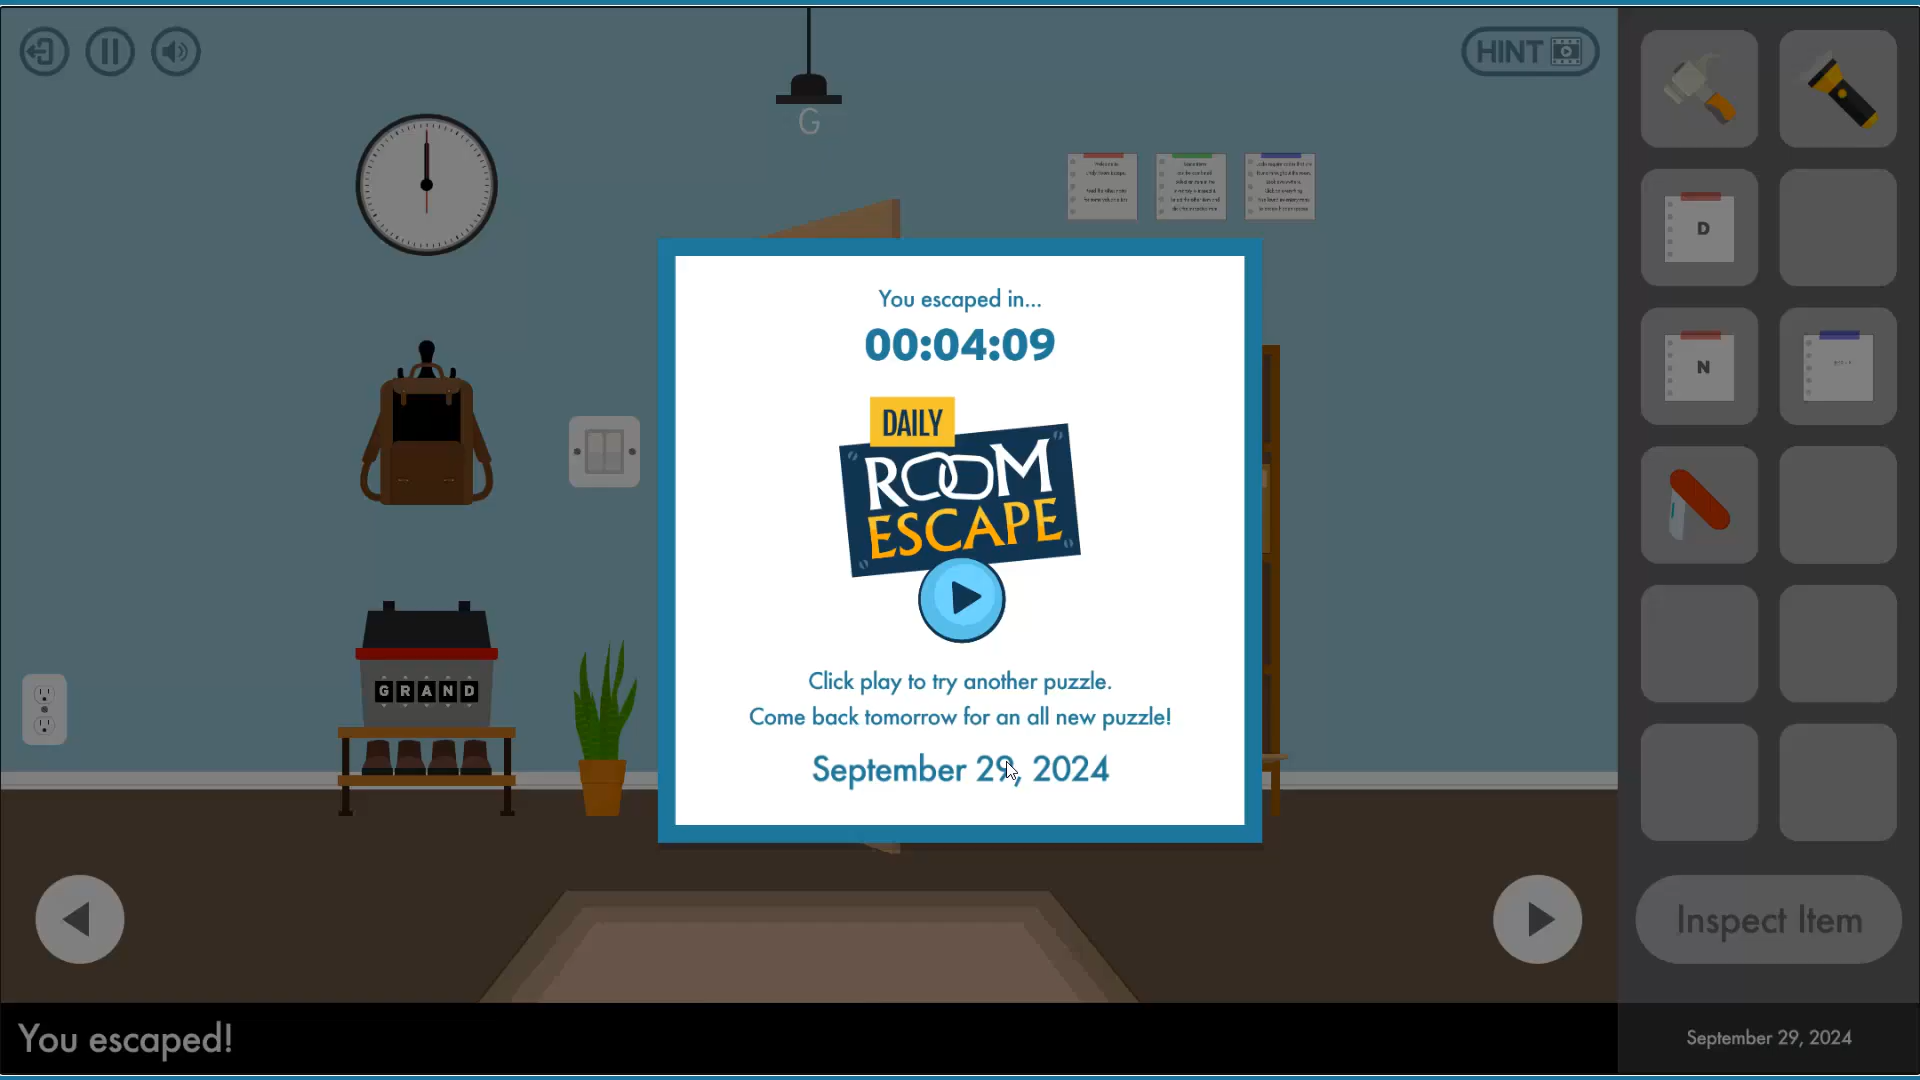 HINT
G
D
N
You escaped in...
00:04:09
DAILY
ROOM
ESCAPE
Click play to try another puzzle.
Come back tomorrow for an all new puzzle!
September 29, 2024
GRAND
Inspect Item
You escaped!
September 29, 2024